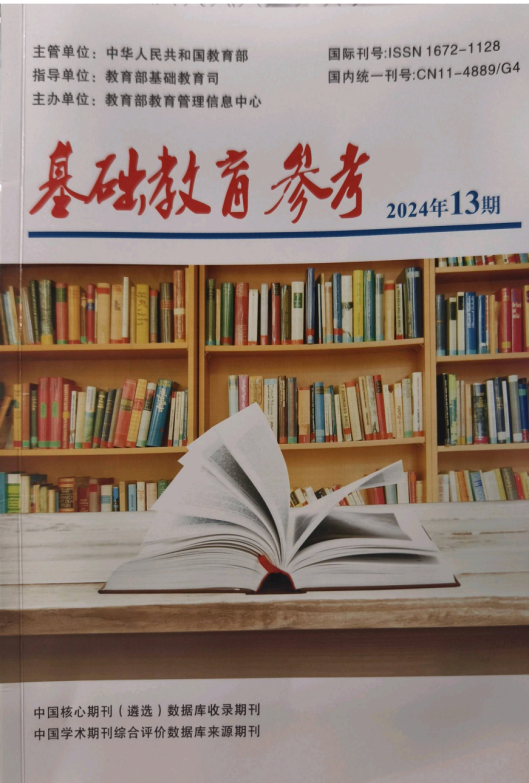 主管单位：中华人民共和国教育部
国际刊号:ISSN 1672-1128
指导单位：教育部基础教育司
国内统一刊号:CN11-4889/G4
主办单位：教育部教育管理信息中心
基础教育参考
2024年13期
中国核心期刊（遴选）数据库收录期刊
中国学术期刊综合评价数据库来源期刊